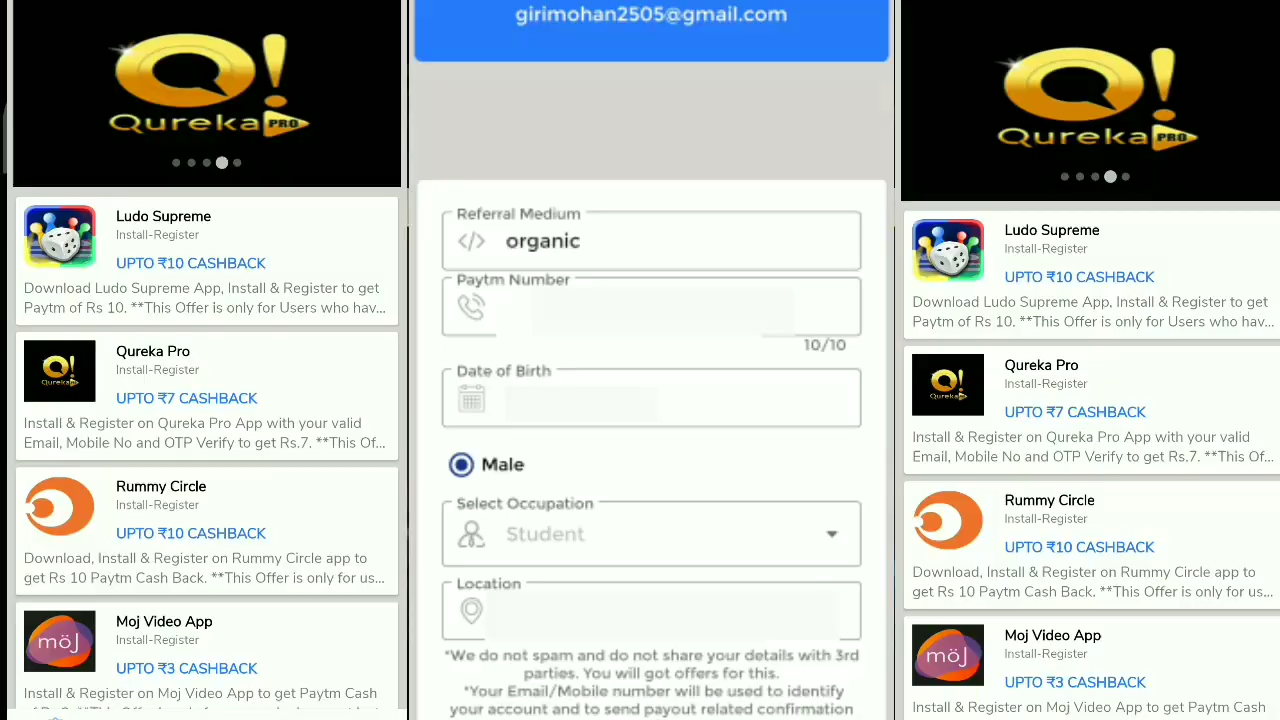 Qureka PRO
Ludo Supreme
Install-Register
UPTO ₹10 CASHBACK
Download Ludo Supreme App, Install & Register to get
Paytm of Rs 10. **This Offer is only for Users who hav...
Q!
Qureka
Qureka Pro
Install-Register
UPTO ₹7 CASHBACK
Install & Register on Qureka Pro App with your valid
Email, Mobile No and OTP Verify to get Rs.7. **This Of...
Rummy Circle
Install-Register
UPTO ₹10 CASHBACK
Download, Install & Register on Rummy Circle app to
get Rs 10 Paytm Cash Back. **This Offer is only for us...
möj
Moj Video App
Install-Register
UPTO ₹3 CASHBACK
Install & Register on Moj Video App to get Paytm Cash
girimohan2505@gmail.com
Referral Medium
</> organic
Paytm Number
10/10
Date of Birth
Male
Select Occupation
Student
Location
*We do not spam and do not share your details with 3rd
parties. You will got offers for this.
*Your Email/Mobile number will be used to identify
your account and to send payout related confirmation
Qureka PRO
Ludo Supreme
Install-Register
UPTO ₹10 CASHBACK
Download Ludo Supreme App, Install & Register to get
Paytm of Rs 10. **This Offer is only for Users who hav...
Q!
Qureka
Qureka Pro
Install-Register
UPTO ₹7 CASHBACK
Install & Register on Qureka Pro App with your valid
Email, Mobile No and OTP Verify to get Rs.7. **This Of...
Rummy Circle
Install-Register
UPTO ₹10 CASHBACK
Download, Install & Register on Rummy Circle app to
get Rs 10 Paytm Cash Back. **This Offer is only for us...
möj
Moj Video App
Install-Register
UPTO ₹3 CASHBACK
Install & Register on Moj Video App to get Paytm Cash